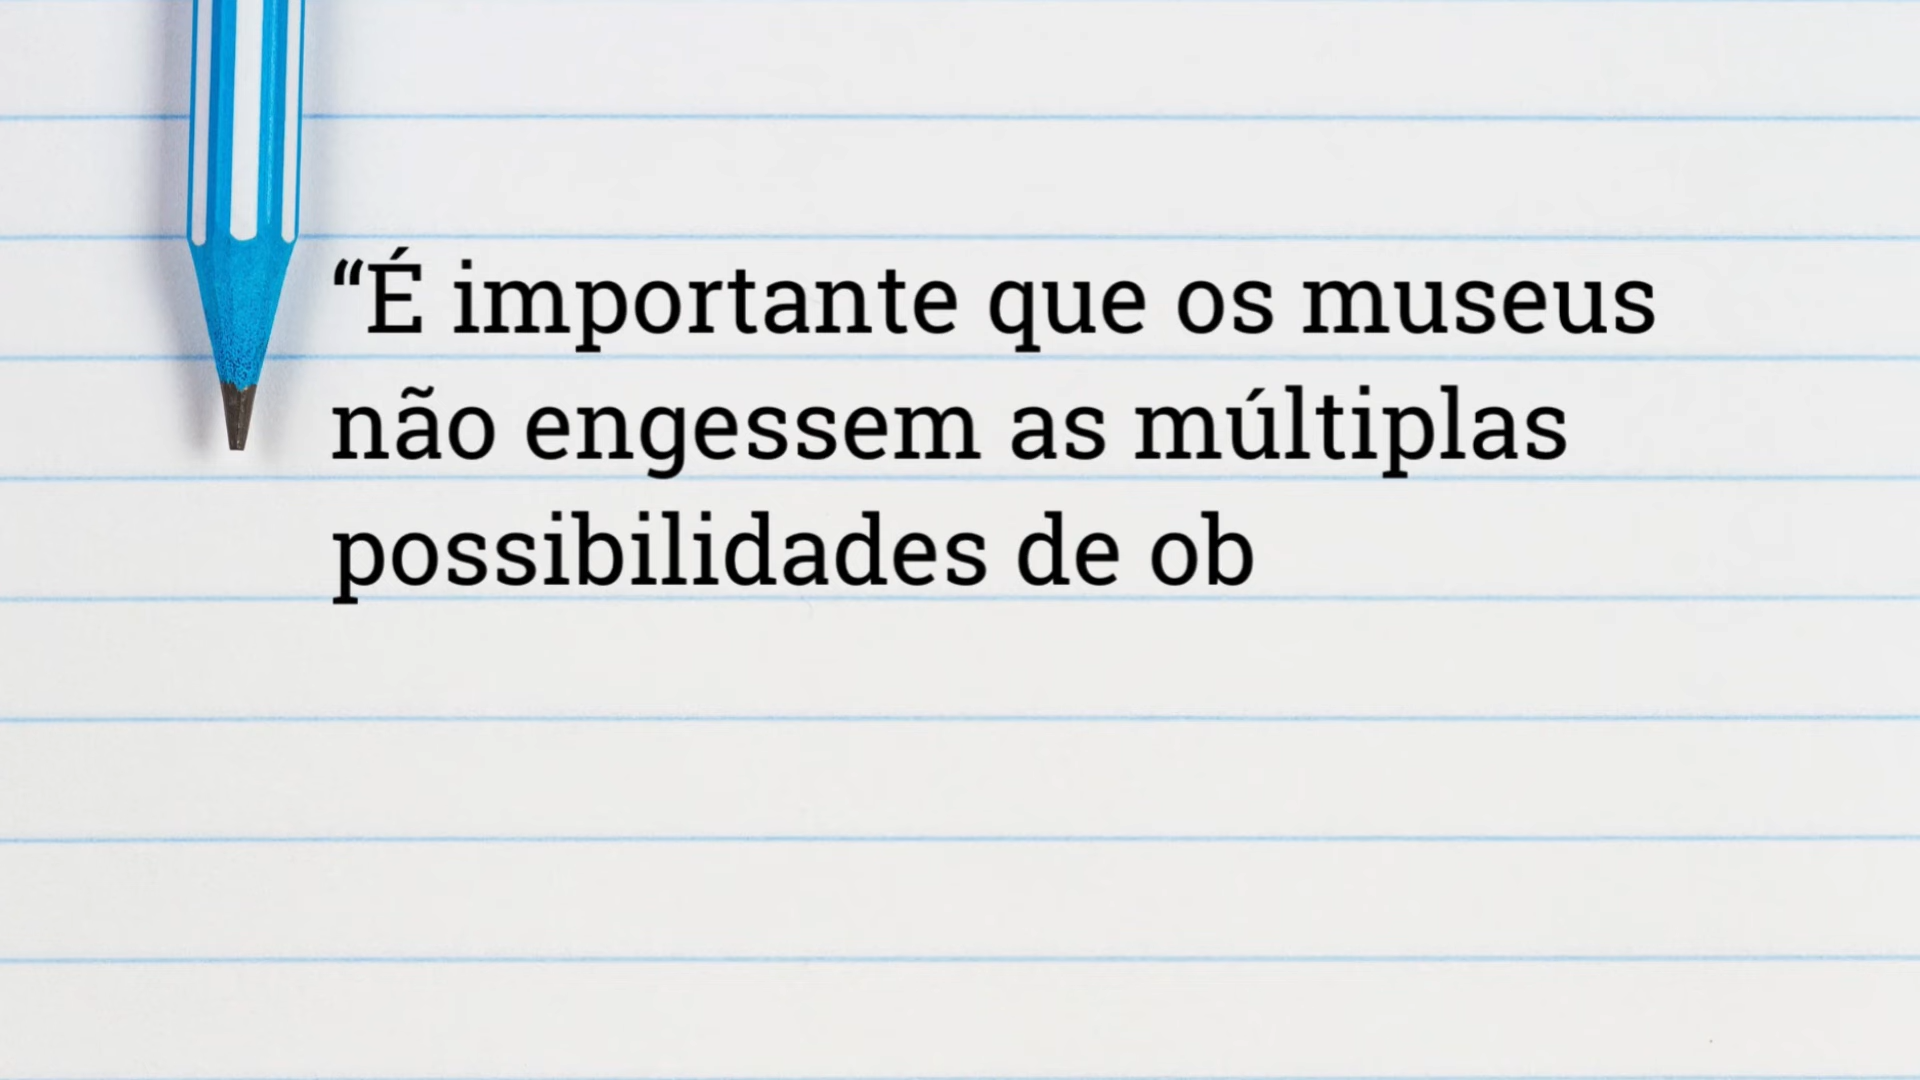 “É importante que os museus
não engessem as múltiplas
possibilidades de ob